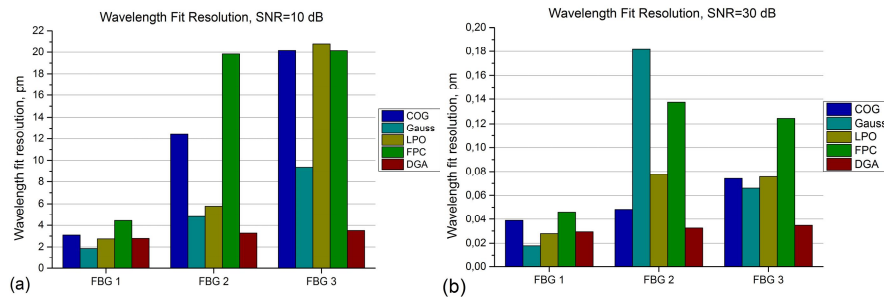 Wavelength Fit Resolution, SNR=10 dB
Wavelength fit resoution, pm
22
20
18
16
14
12
10
8
6
4
2
0
FBG 1
FBG 2
FBG 3
COG
Gauss
LPO
FPC
DGA
(a)
Wavelength Fit Resolution, SNR=30 dB
Wavelength fit resolution, pm
0,20
0,18
0,16
0,14
0,12
0,10
0,08
0,06
0,04
0,02
0,00
FBG 1
FBG 2
FBG 3
COG
Gauss
LPO
FPC
DGA
(b)